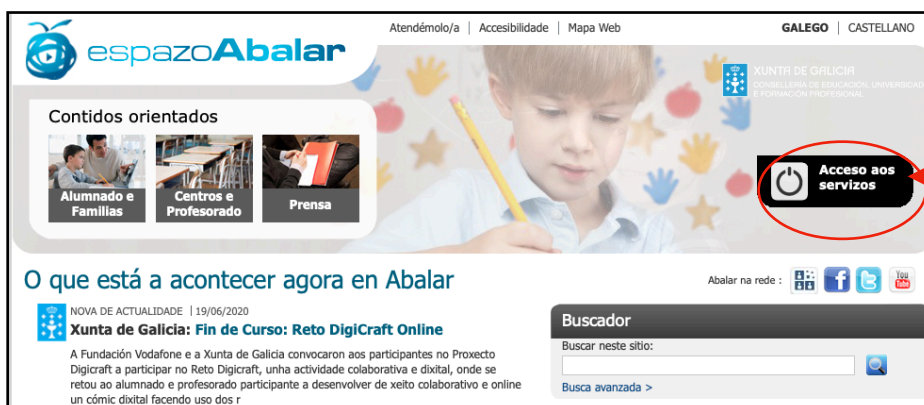 Atendémolo/a | Accesibilidade | Mapa Web
GALEGO | CASTELLANO
espazoAbalar
XUNTA DE GALICIA
CONSELLERÍA DE EDUCACIÓN, UNIVERSIDAD
E FORMACIÓN PROFESIONAL
Contidos orientados
Alumnado e
Familias
Centros e
Profesorado
Prensa
Acceso aos
servizos
O que está a acontecer agora en Abalar
Abalar na rede :
You
Tube
NOVA DE ACTUALIDADE | 19/06/2020
Xunta de Galicia: Fin de Curso: Reto DigiCraft Online
A Fundación Vodafone e a Xunta de Galicia convocaron aos participantes no Proxecto
Digicraft a participar no Reto Digicraft, unha actividade colaborativa e dixital, onde se
retou ao alumnado e profesorado participante a desenvolver de xeito colaborativo e online
un cómic dixital facendo uso dos r
Buscador
Buscar neste sitio:
Busca avanzada >